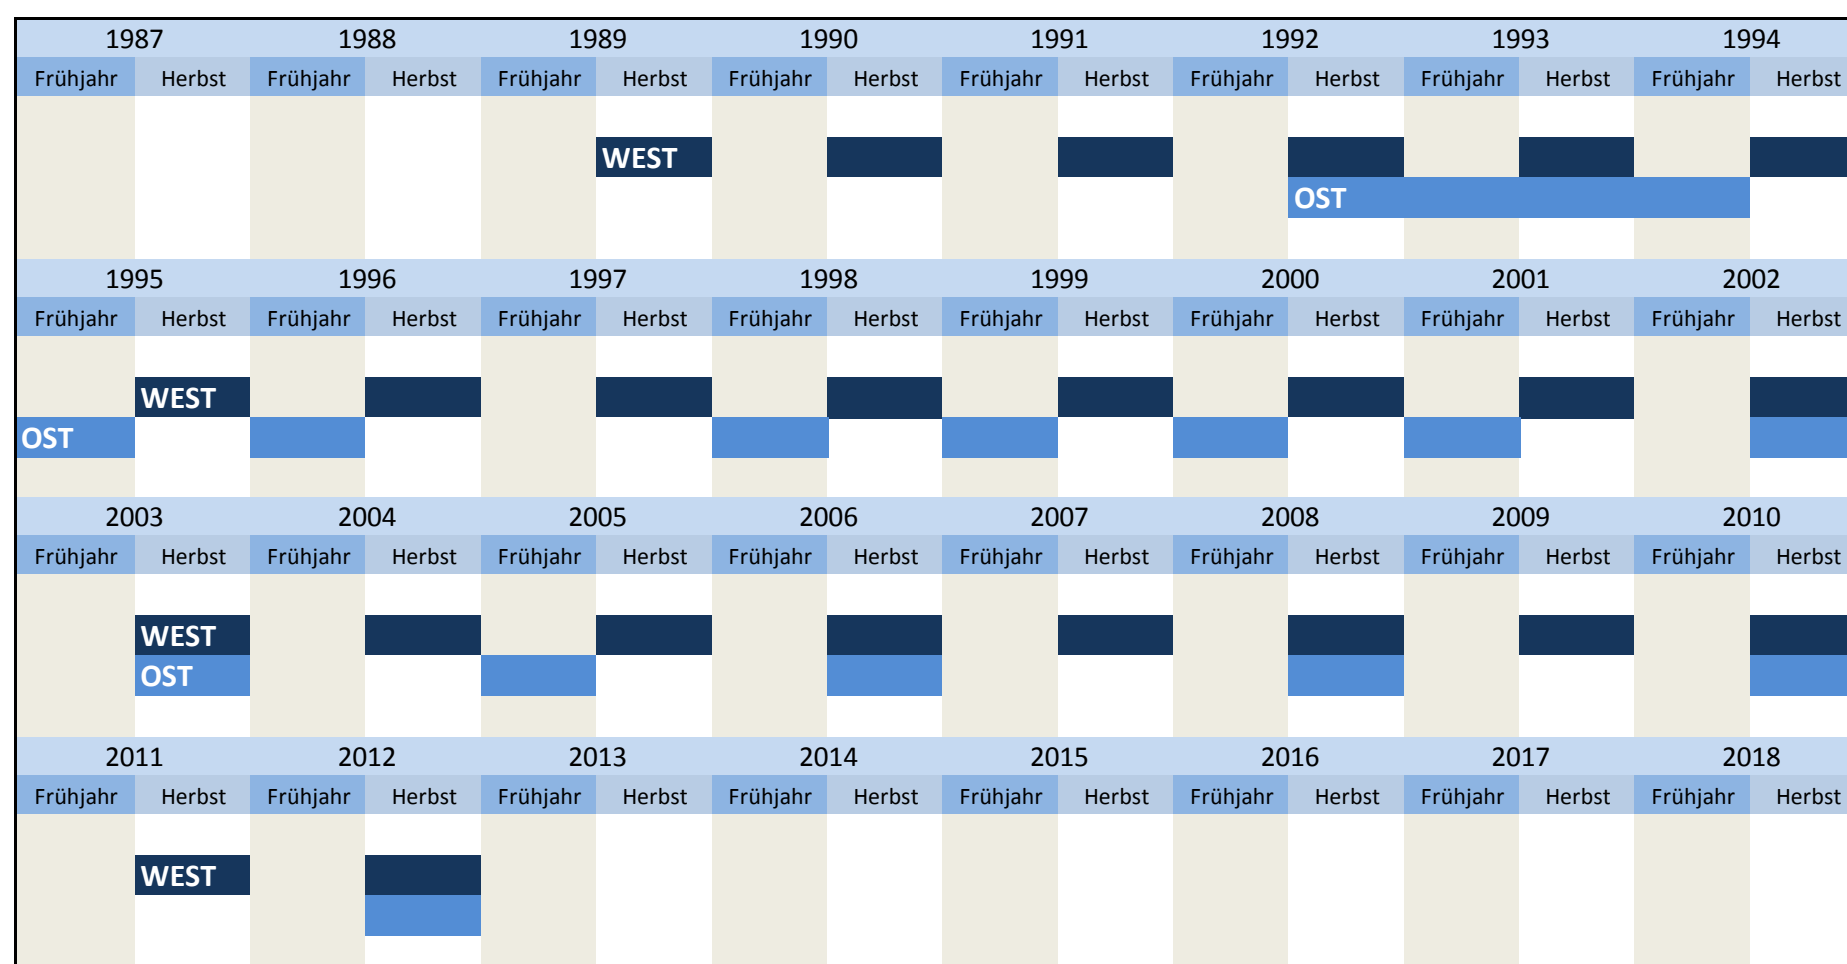 1987 1988 1989 1990 1991 1992 1993 1994
Frühjahr Herbst Frühjahr Herbst Frühjahr Herbst Frühjahr Herbst Frühjahr Herbst Frühjahr Herbst Frühjahr Herbst Frühjahr Herbst
WEST
OST
1995 1996 1997 1998 1999 2000 2001 2002
Frühjahr Herbst Frühjahr Herbst Frühjahr Herbst Frühjahr Herbst Frühjahr Herbst Frühjahr Herbst Frühjahr Herbst Frühjahr Herbst
WEST
OST
2003 2004 2005 2006 2007 2008 2009 2010
Frühjahr Herbst Frühjahr Herbst Frühjahr Herbst Frühjahr Herbst Frühjahr Herbst Frühjahr Herbst Frühjahr Herbst Frühjahr Herbst
WEST
OST
2011 2012 2013 2014 2015 2016 2017 2018
Frühjahr Herbst Frühjahr Herbst Frühjahr Herbst Frühjahr Herbst Frühjahr Herbst Frühjahr Herbst Frühjahr Herbst Frühjahr Herbst
WEST